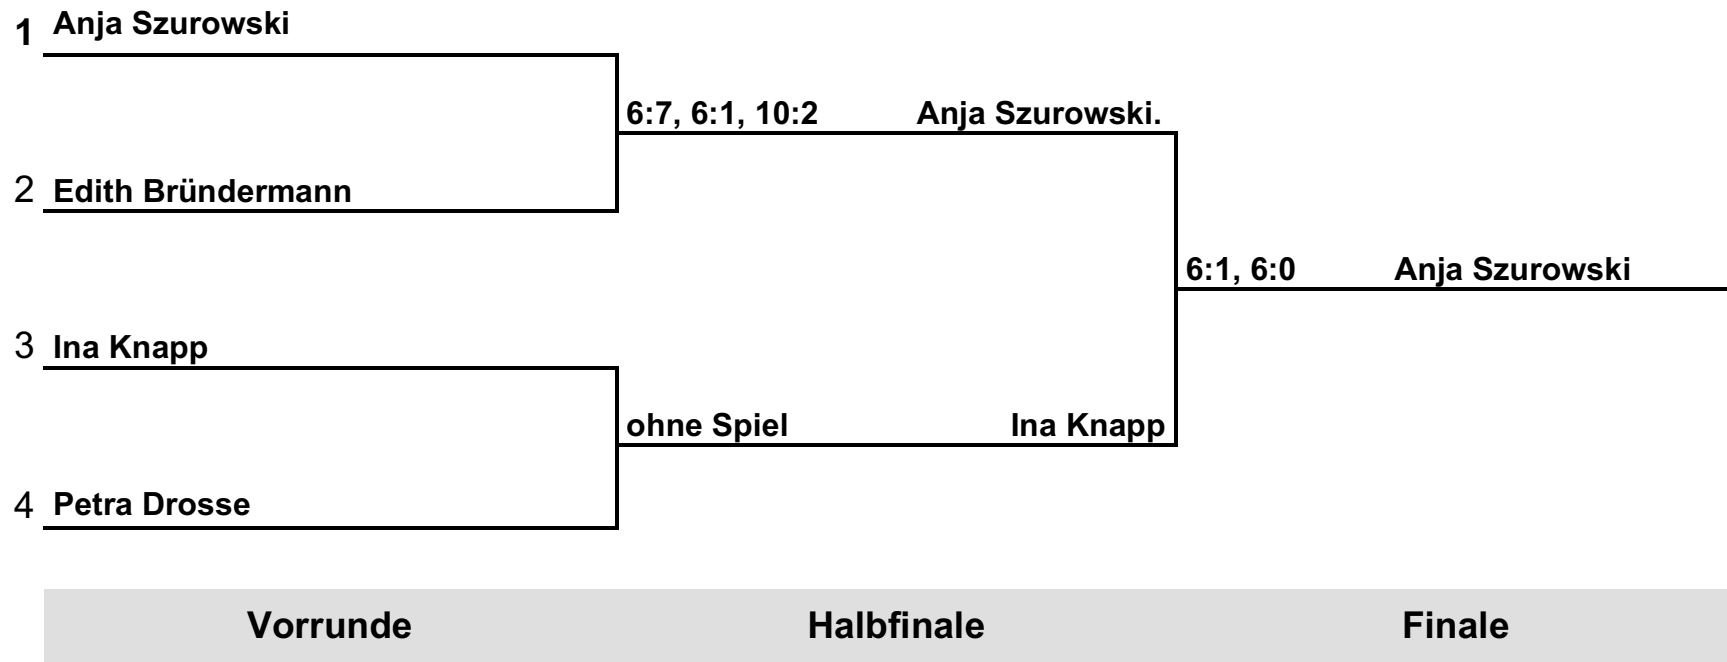 1 Anja Szurowski
6:7, 6:1, 10:2 Anja Szurowski.
2 Edith Bründermann
6:1, 6:0 Anja Szurowski
3 Ina Knapp
ohne Spiel Ina Knapp
4 Petra Drosse
Vorrunde Halbfinale Finale